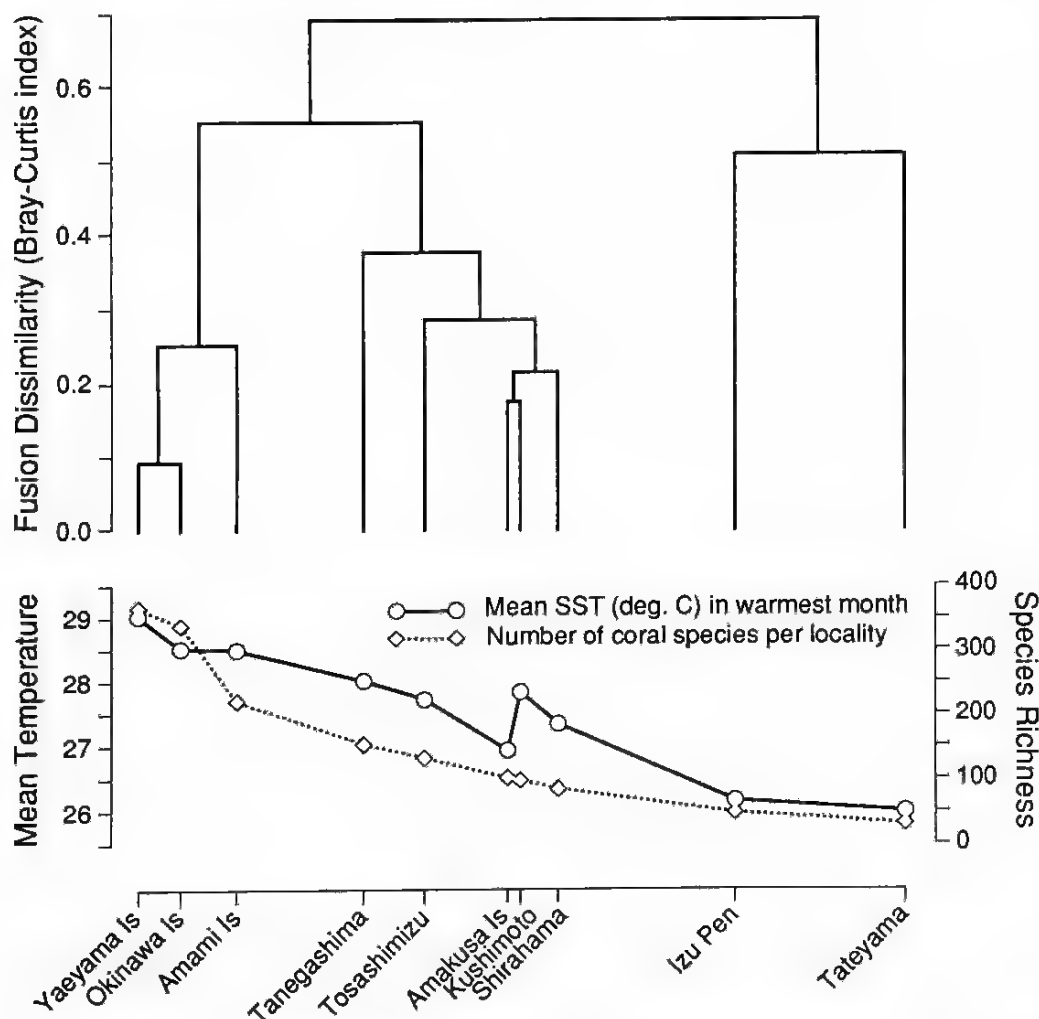 Fusion Dissimilarity (Bray-Curtis index)
0.6
0.4
0.2
0.0
Mean Temperature
29
28
27
26
Mean SST (deg. C) in warmest month
Number of coral species per locality
400
300
200
100
0
Species Richness
Yaeyama Is
Okinawa Is
Amami Is
Tanegashima
Tosashimizu
Amakusa Is
Kushimoto
Shirahama
Izu Pen
Tateyama